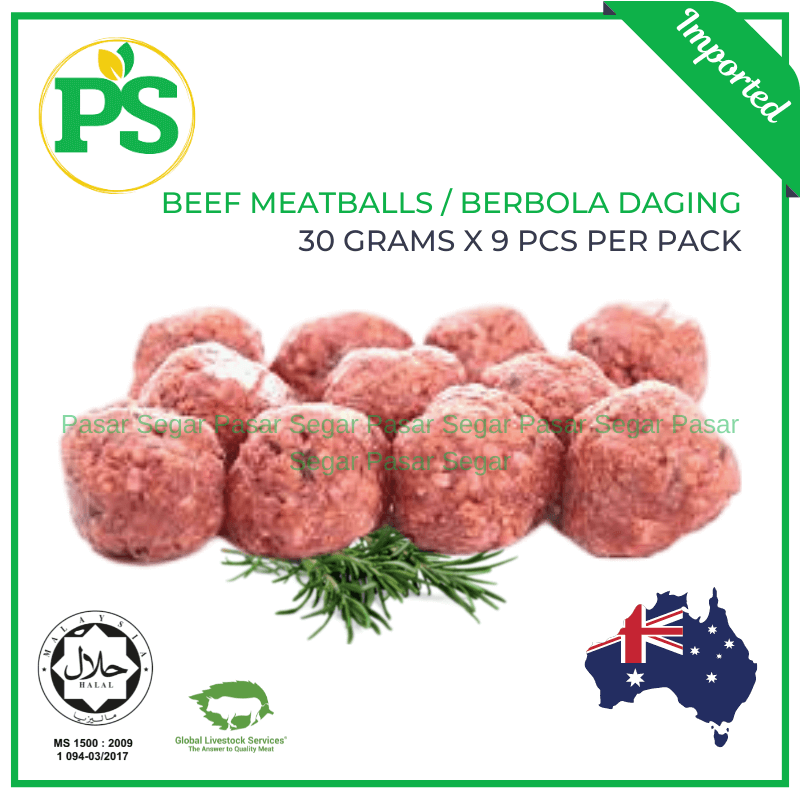 PS
Imported
BEEF MEATBALLS / BERBOLA DAGING
30 GRAMS X 9 PCS PER PACK
Pasar Segar Pasar Segar Pasar Segar Pasar Segar Pasar
Segar Pasar Segar
MALAYSIA
حلال
HALAL
ماليزيا
MS 1500 : 2009
1 094-03/2017
Global Livestock Services®
The Answer to Quality Meat